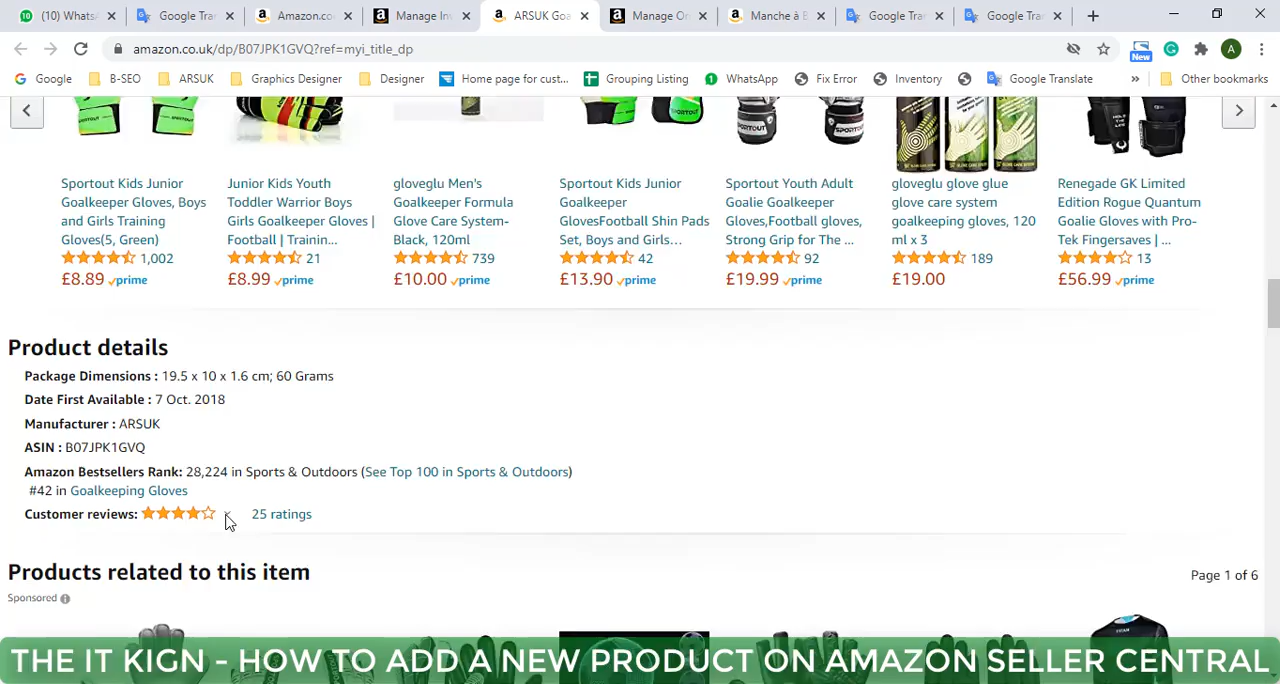 (10) WhatsA
Google Tra
Amazon.co
Manage Inv
ARSUK Goa
Manage Or
Manche à B
Google Tra
Google Tra
amazon.co.uk/dp/B07JPK1GVQ?ref=myi_title_dp
New
A
Google
B-SEO
ARSUK
Graphics Designer
Designer
Home page for cust...
Grouping Listing
WhatsApp
Fix Error
Inventory
Google Translate
»
Other bookmarks
Sportout Kids Junior
Goalkeeper Gloves, Boys
and Girls Training
Gloves(5, Green)
1,002
£8.89 prime
Junior Kids Youth
Toddler Warrior Boys
Girls Goalkeeper Gloves |
Football | Trainin...
21
£8.99 prime
gloveglu Men's
Goalkeeper Formula
Glove Care System-
Black, 120ml
739
£10.00 prime
Sportout Kids Junior
Goalkeeper
GlovesFootball Shin Pads
Set, Boys and Girls...
42
£13.90 prime
Sportout Youth Adult
Goalie Goalkeeper
Gloves,Football gloves,
Strong Grip for The ...
92
£19.99 prime
gloveglu glove glue
glove care system
goalkeeping gloves, 120
ml x 3
189
£19.00
Renegade GK Limited
Edition Rogue Quantum
Goalie Gloves with Pro-
Tek Fingersaves | ...
13
£56.99 prime
Product details
Package Dimensions : 19.5 x 10 x 1.6 cm; 60 Grams
Date First Available : 7 Oct. 2018
Manufacturer : ARSUK
ASIN : B07JPK1GVQ
Amazon Bestsellers Rank: 28,224 in Sports & Outdoors (See Top 100 in Sports & Outdoors)
#42 in Goalkeeping Gloves
Customer reviews: 25 ratings
Products related to this item
Page 1 of 6
Sponsored
THE IT KIGN - HOW TO ADD A NEW PRODUCT ON AMAZON SELLER CENTRAL